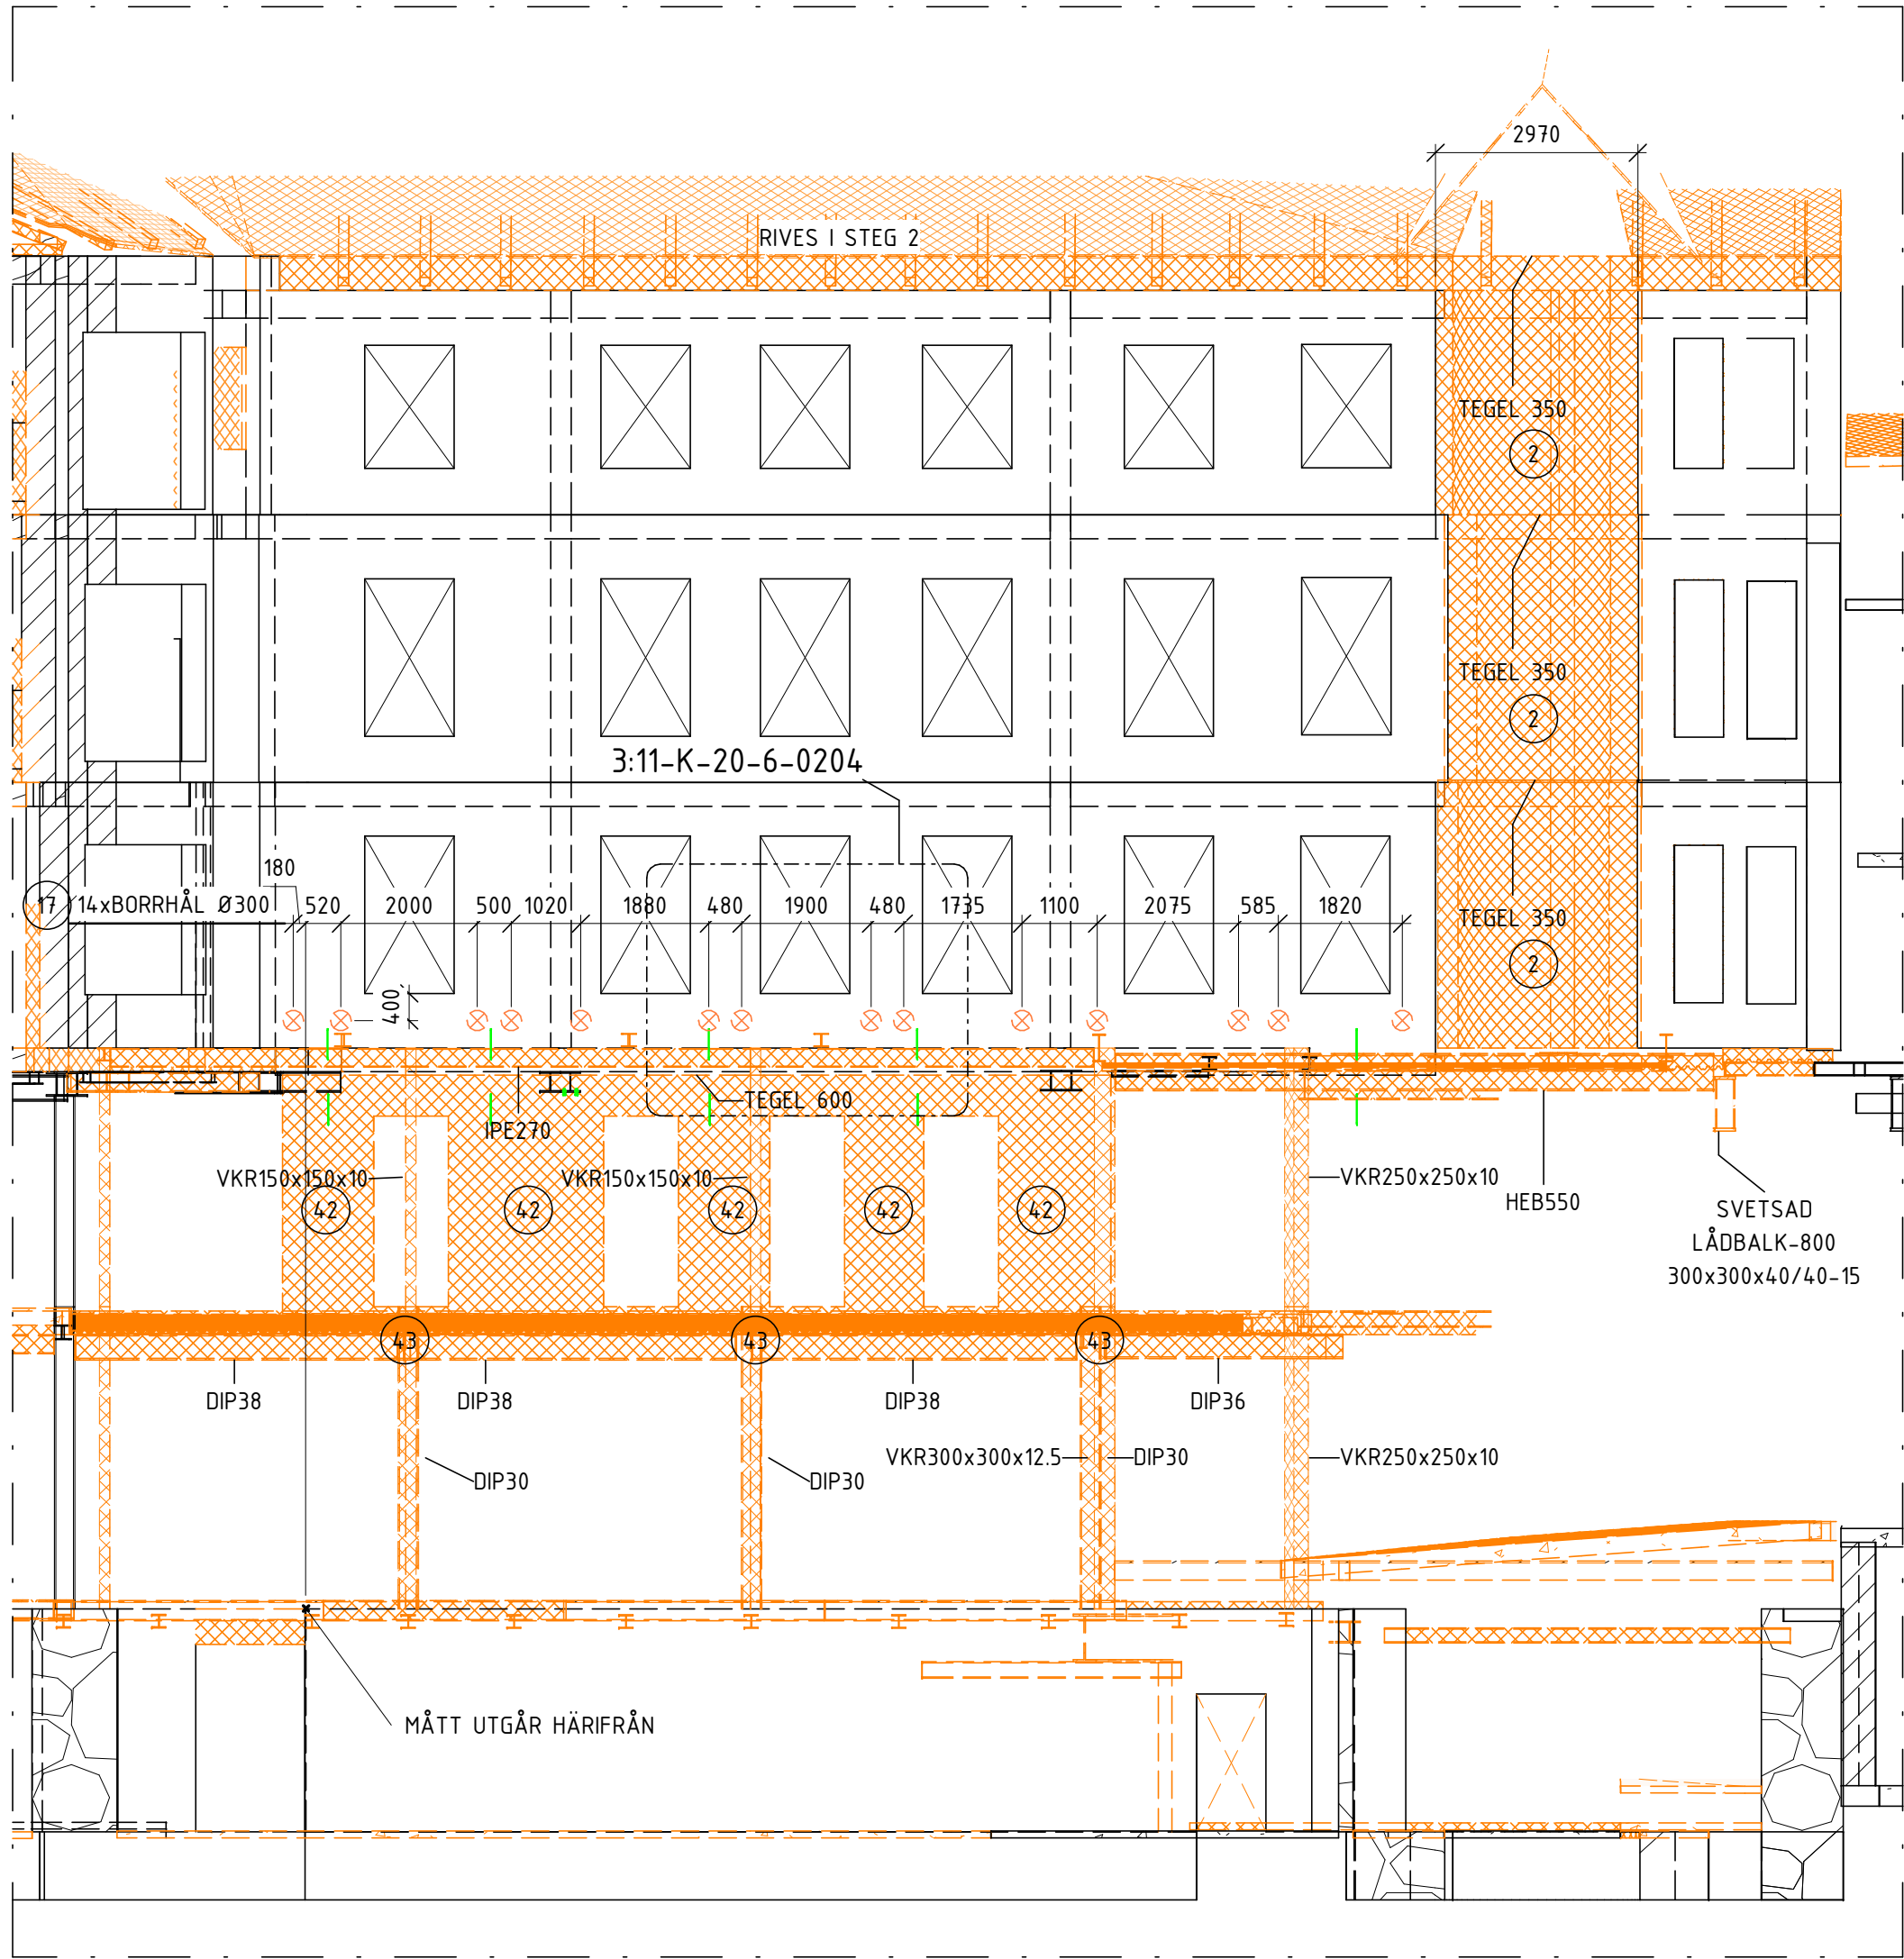 2970
RIVES I STEG 2
TEGEL 350
2
TEGEL 350
2
3:11-K-20-6-0204
180
17 14xBORRHÅL Ø300 520 2000 500 1020 1880 480 1900 480 1735 1100 2075 585 1820
TEGEL 350
2
400
TEGEL 600
IPE270
VKR150x150x10 VKR150x150x10 VKR250x250x10
HEB550
42 42 42 42 42
SVETSAD
LÅDBALK-800
300x300x40/40-15
43 43 43
DIP38 DIP38 DIP38 DIP36
VKR300x300x12.5 DIP30 VKR250x250x10
DIP30 DIP30
MÅTT UTGÅR HÄRIFRÅN